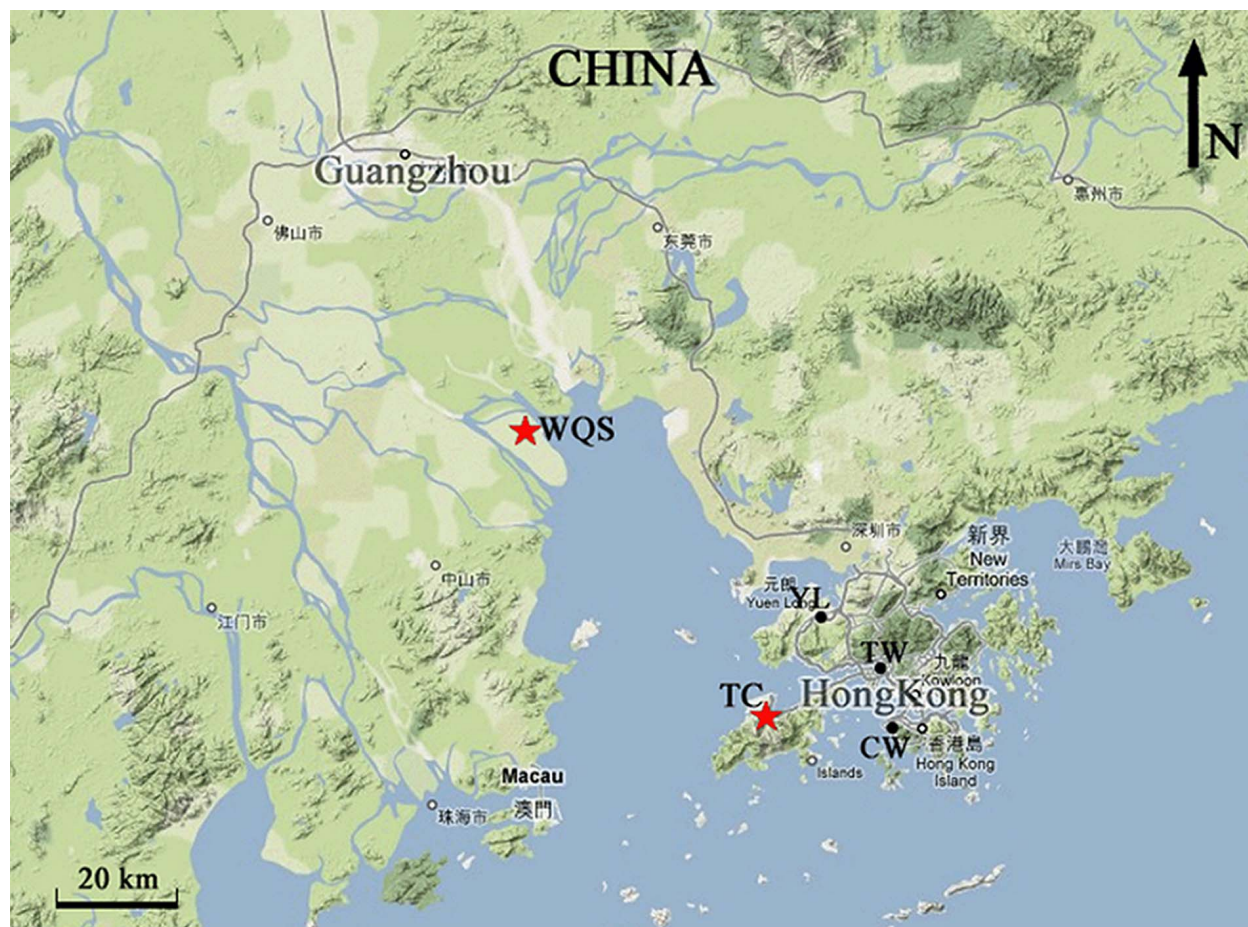 CHINA
N
Guangzhou
惠州市
佛山市
东莞市
WQS
深圳市
新界
New
Territories
大鵬灣
Mirs Bay
中山市
元朗
Yuen Long
YL
江门市
TW
九龍
Kowloon
TC
HongKong
CW
香港島
Hong Kong
Island
Islands
Macau
澳門
珠海市
20 km